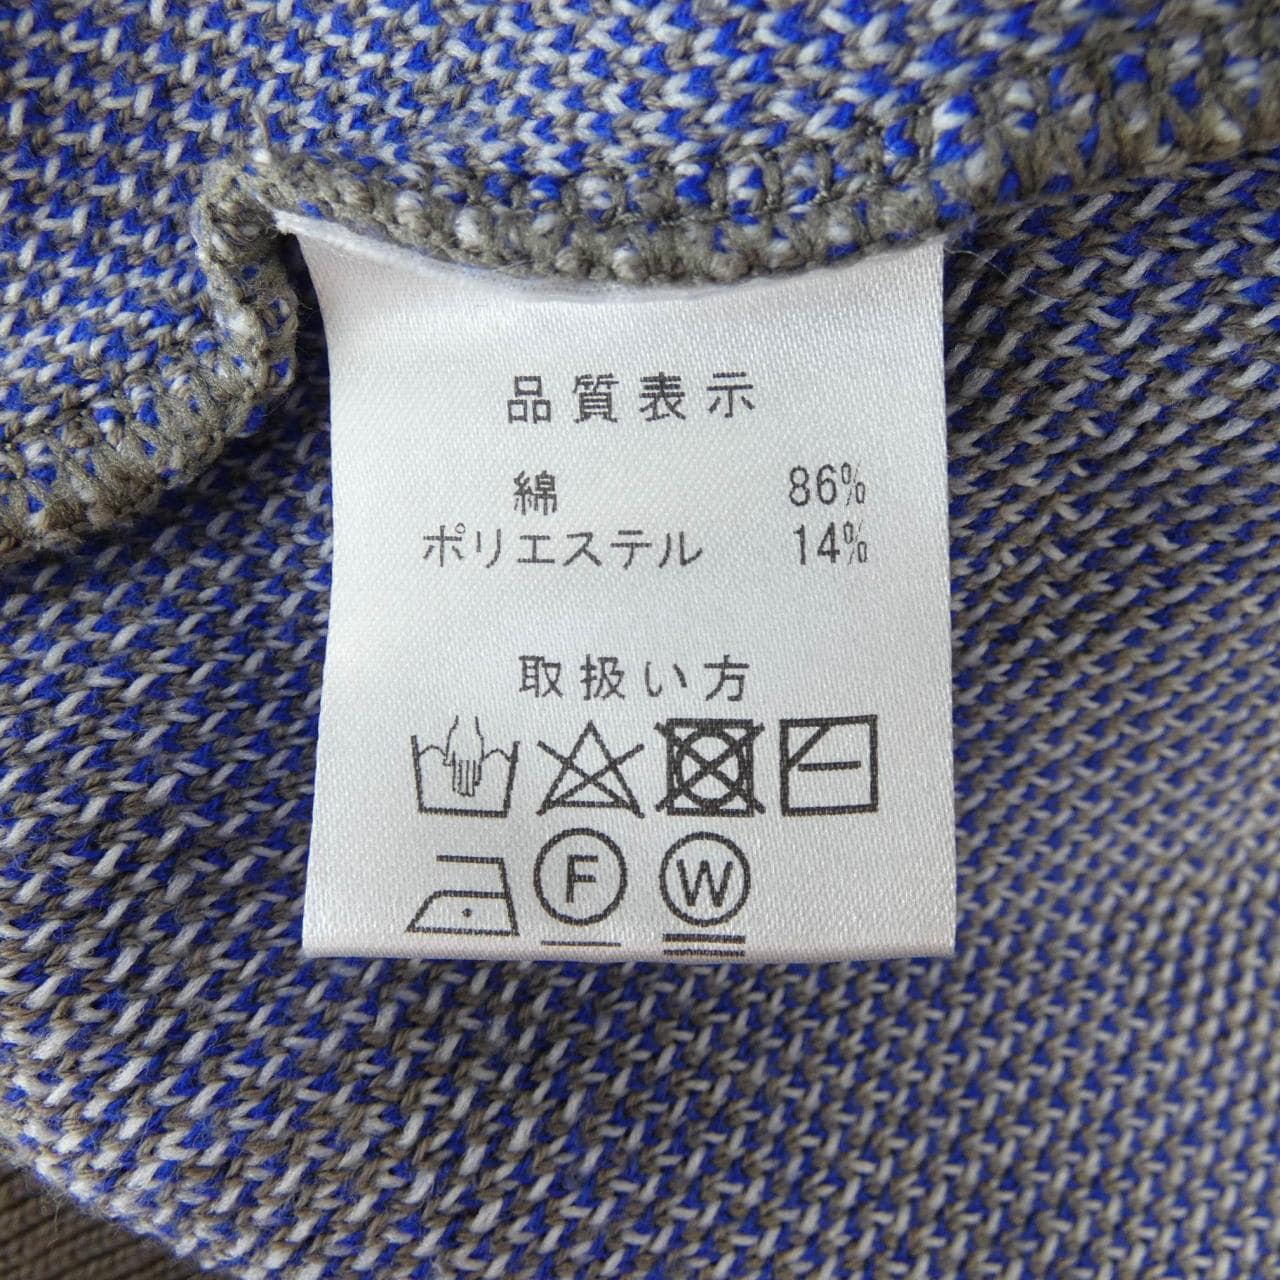 品質表示
綿 86%
ポリエステル 14%
取扱い方
F W